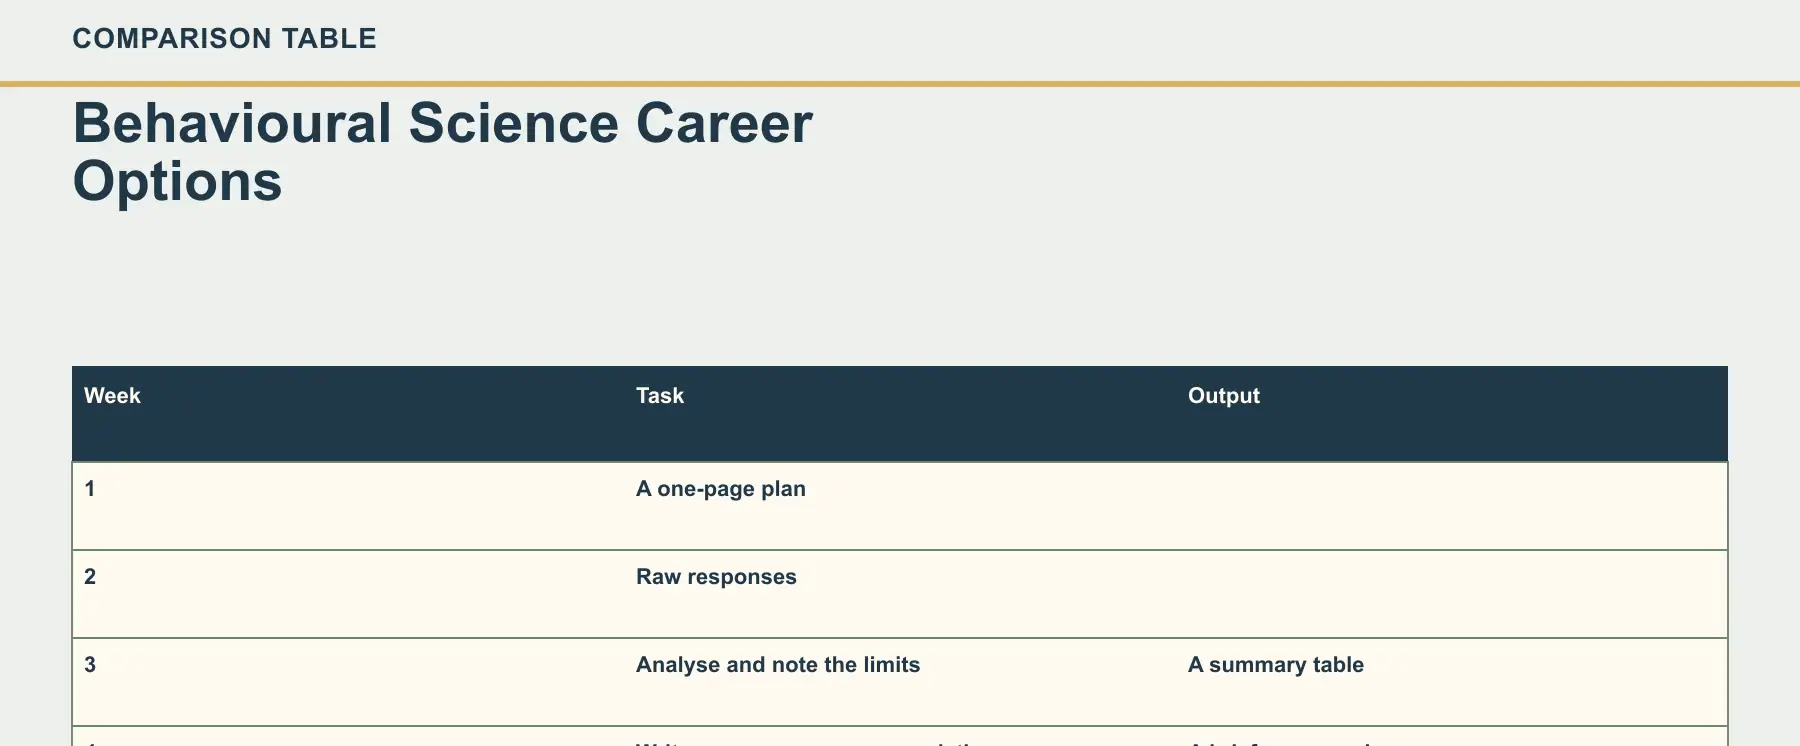 COMPARISON TABLE
Behavioural Science Career
Options
Week Task Output
1 A one-page plan
2 Raw responses
3 Analyse and note the limits A summary table